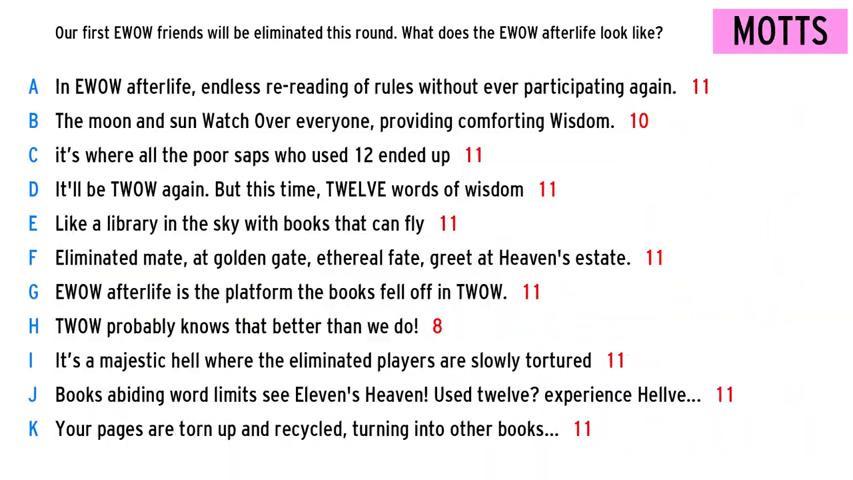 Our first EWOW friends will be eliminated this round. What does the EWOW afterlife look like?
MOTTS
A In EWOW afterlife, endless re-reading of rules without ever participating again. 11
B The moon and sun Watch Over everyone, providing comforting Wisdom. 10
C it's where all the poor saps who used 12 ended up 11
D It'll be TWOW again. But this time, TWELVE words of wisdom 11
E Like a library in the sky with books that can fly 11
F Eliminated mate, at golden gate, ethereal fate, greet at Heaven's estate. 11
G EWOW afterlife is the platform the books fell off in TWOW. 11
H TWOW probably knows that better than we do! 8
I It's a majestic hell where the eliminated players are slowly tortured 11
J Books abiding word limits see Eleven's Heaven! Used twelve? experience Hellve... 11
K Your pages are torn up and recycled, turning into other books... 11